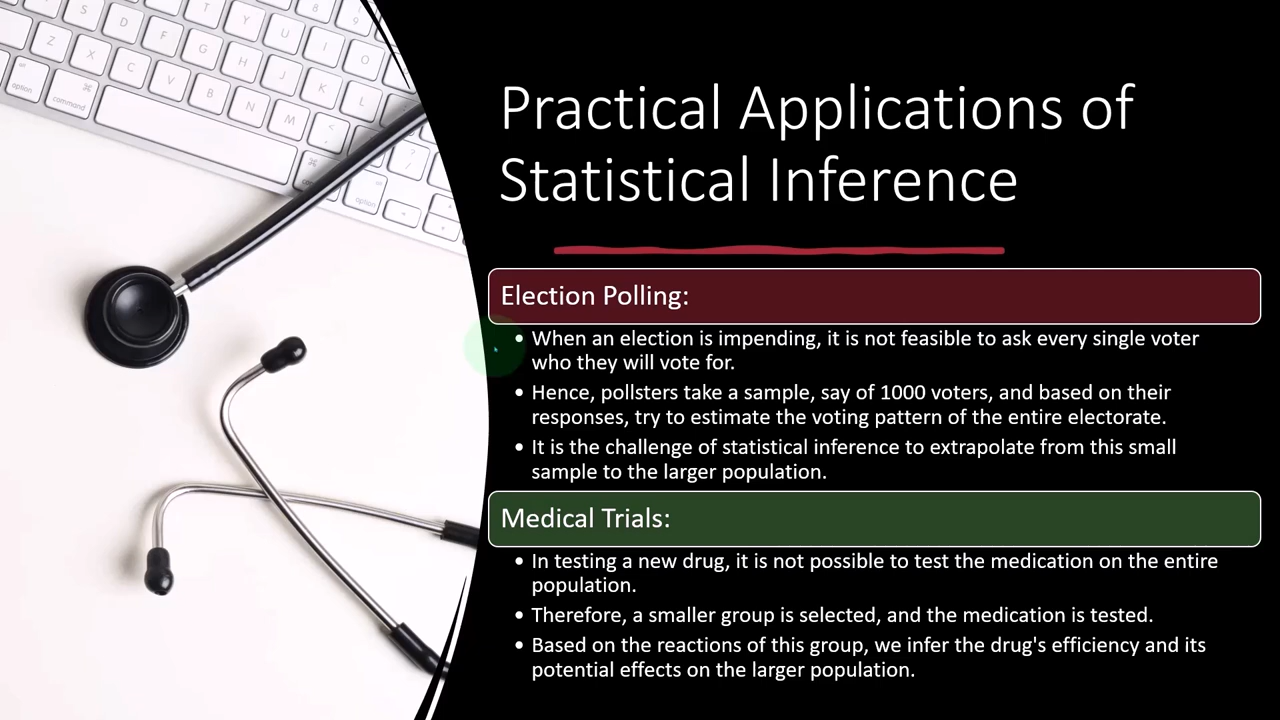 Practical Applications of
Statistical Inference
Election Polling:
• When an election is impending, it is not feasible to ask every single voter
who they will vote for.
• Hence, pollsters take a sample, say of 1000 voters, and based on their
responses, try to estimate the voting pattern of the entire electorate.
• It is the challenge of statistical inference to extrapolate from this small
sample to the larger population.
Medical Trials:
• In testing a new drug, it is not possible to test the medication on the entire
population.
• Therefore, a smaller group is selected, and the medication is tested.
• Based on the reactions of this group, we infer the drug's efficiency and its
potential effects on the larger population.